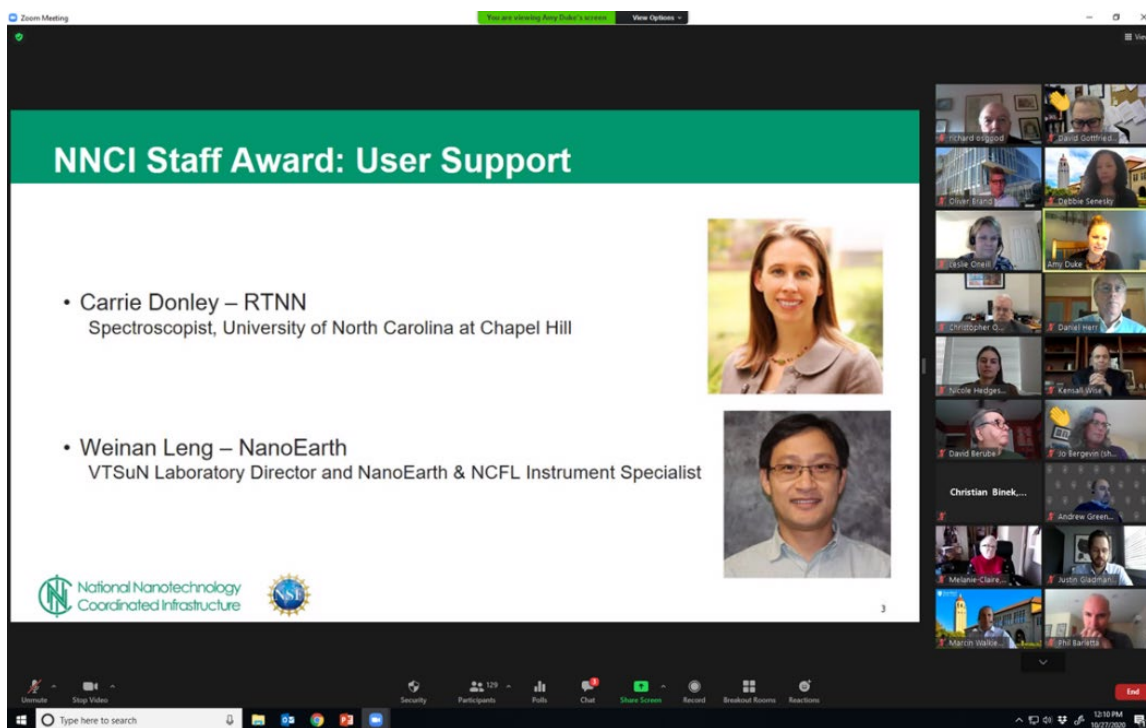 Zoom Meeting
You are viewing Amy Duke's screen
View Options
View
NNCI Staff Award: User Support
• Carrie Donley – RTNN
Spectroscopist, University of North Carolina at Chapel Hill
• Weinan Leng – NanoEarth
VTSuN Laboratory Director and NanoEarth & NCFL Instrument Specialist
National Nanotechnology
Coordinated Infrastructure
NSF
3
richard osgood
David Gottfried...
Oliver Brand
Debbie Senesky
Leslie Oneill
Amy Duke
Christopher O...
Daniel Herr
Nicole Hedges...
Kensall Wise
David Berube
Jo Bergevin (sh...
Christian Binek,...
Andrew Green...
Melanie-Claire...
Justin Gladman...
Marcin Walkie...
Phil Barletta
Unmute
Stop Video
Security
Participants
129
Polls
Chat
3
Share Screen
Record
Breakout Rooms
Reactions
End
Type here to search
12:10 PM
10/27/2020